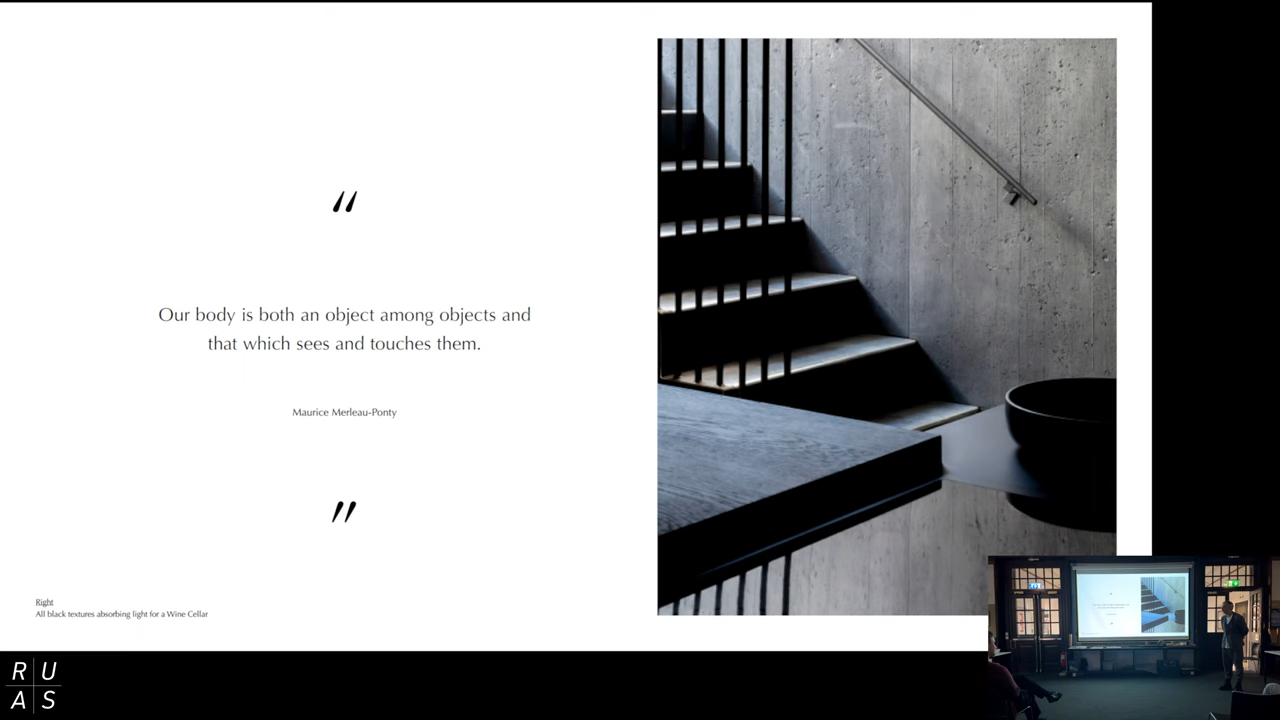 “
Our body is both an object among objects and
that which sees and touches them.
Maurice Merleau-Ponty
”
Right
All black textures absorbing light for a Wine Cellar
R U
A S